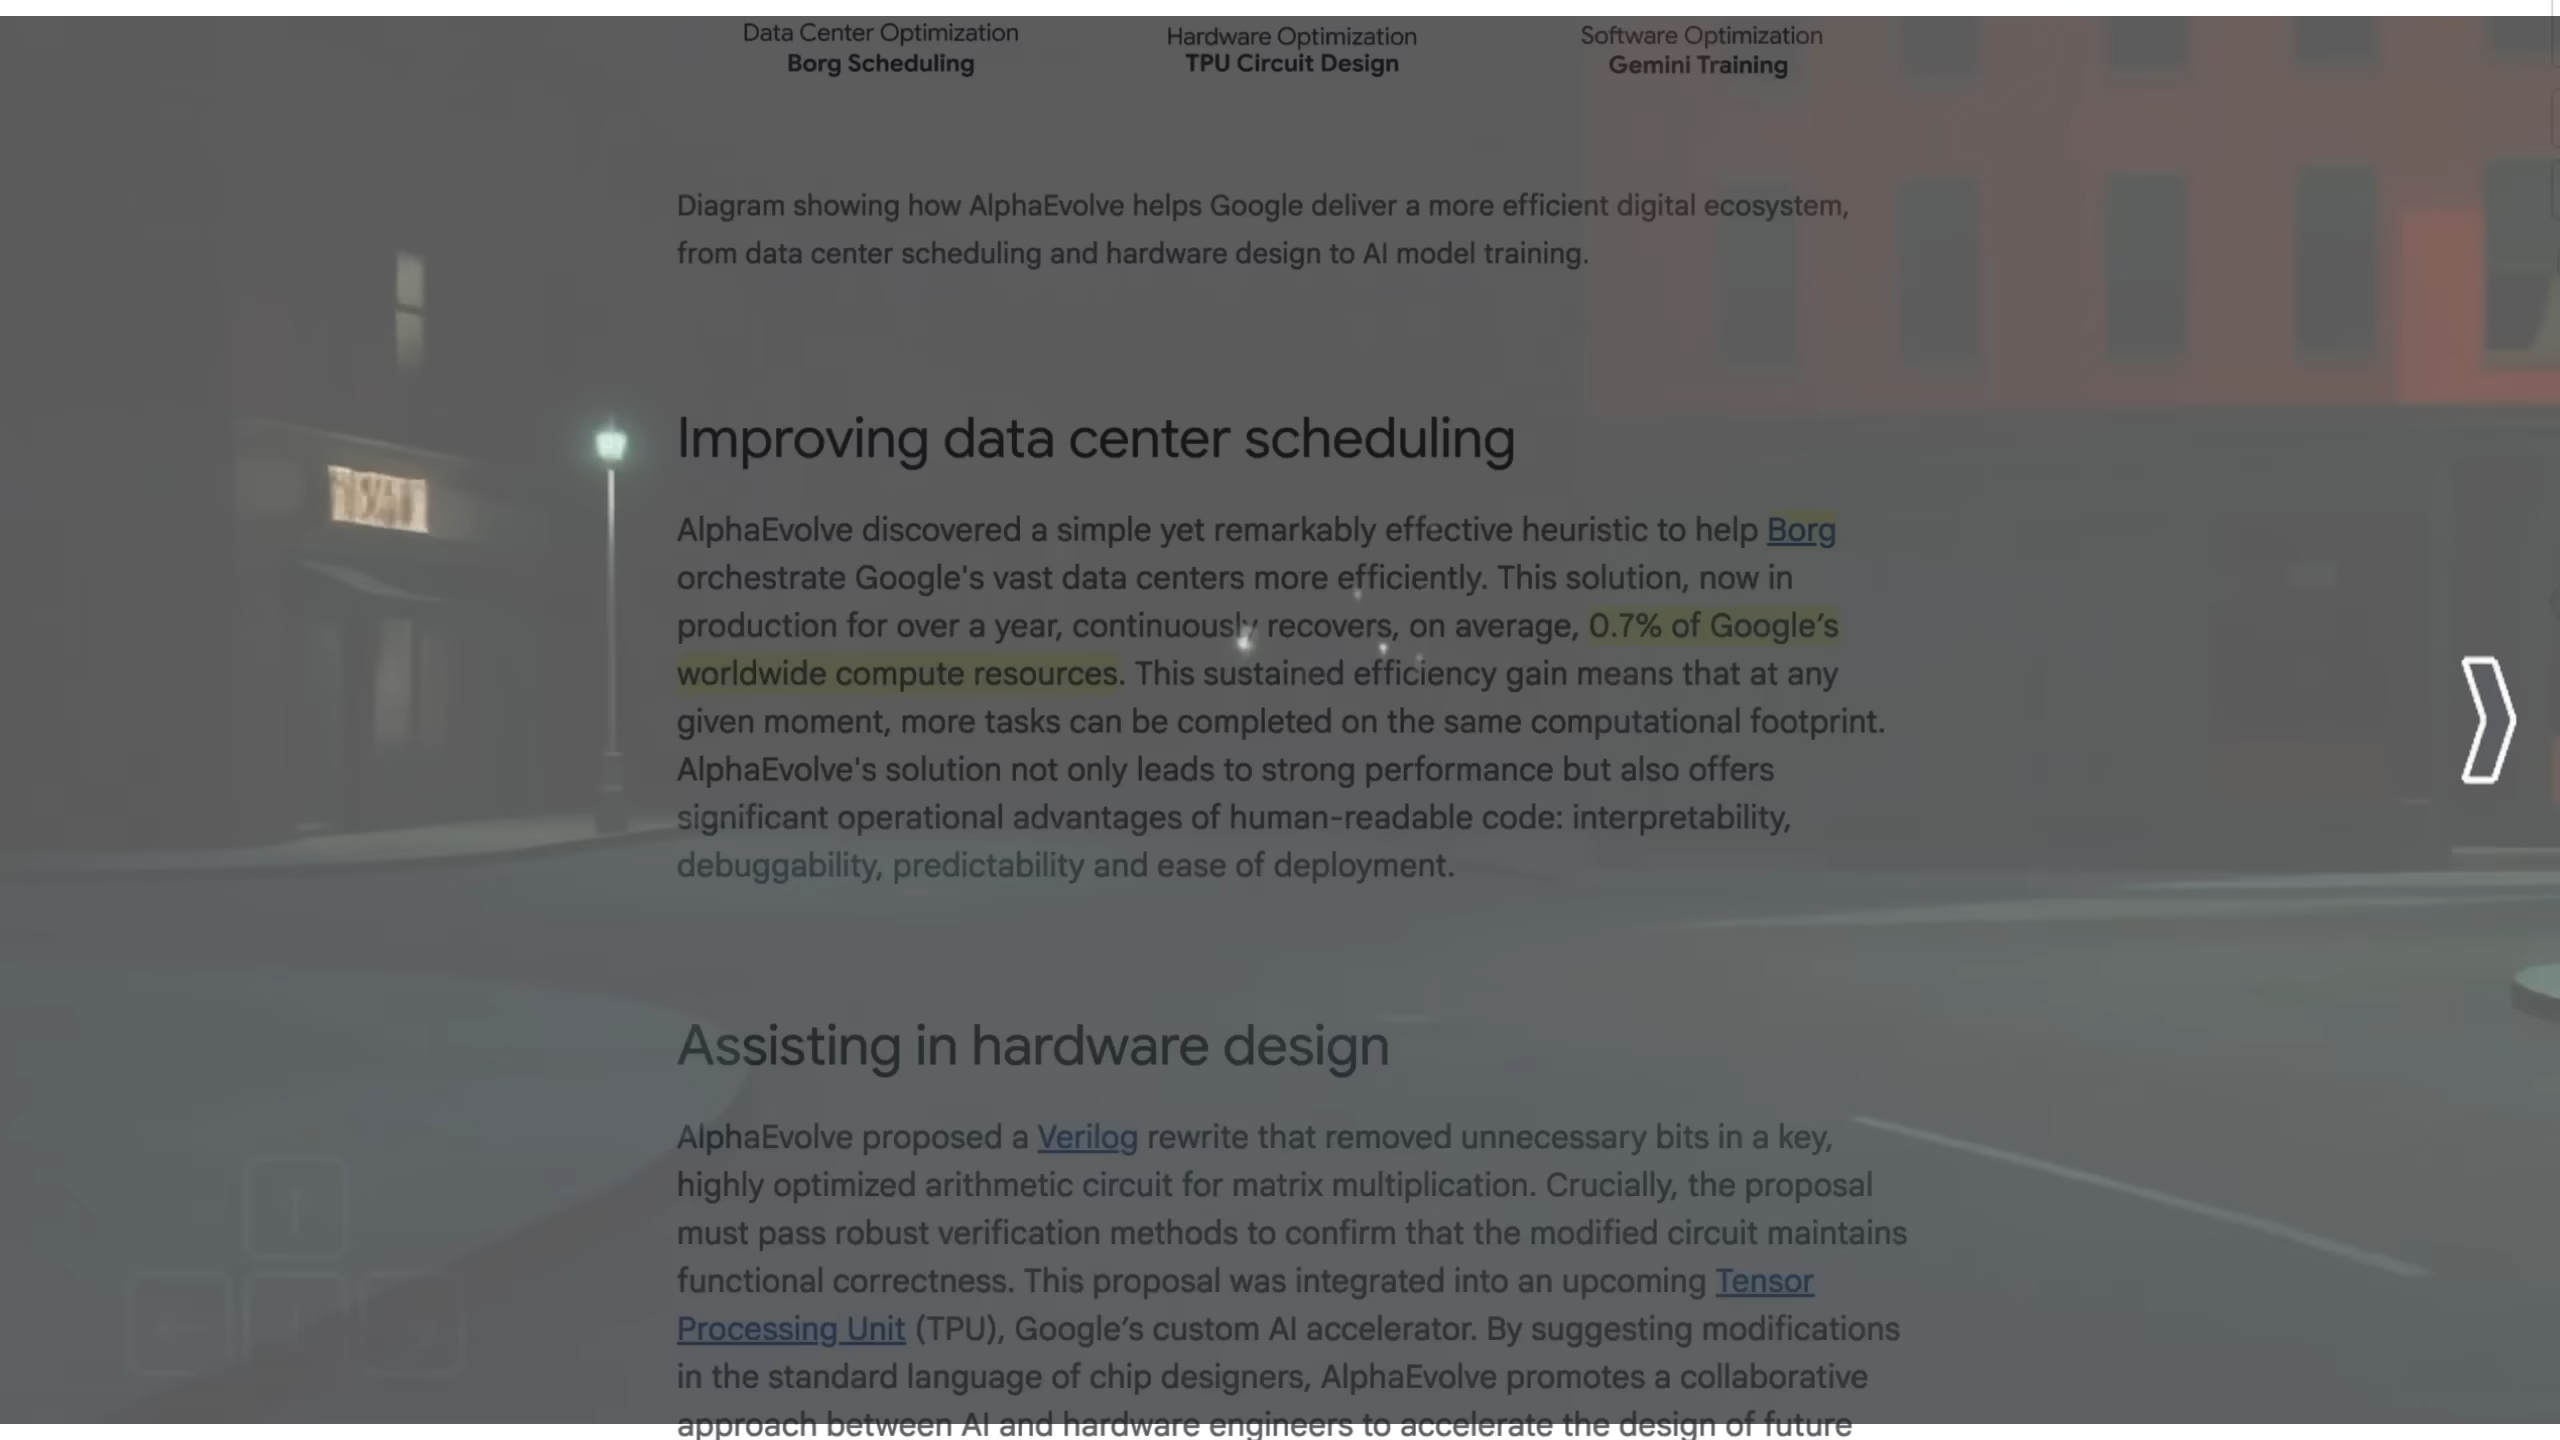 Data Center Optimization
Borg Scheduling
Hardware Optimization
TPU Circuit Design
Software Optimization
Gemini Training
Diagram showing how AlphaEvolve helps Google deliver a more efficient digital ecosystem,
from data center scheduling and hardware design to AI model training.
Improving data center scheduling
AlphaEvolve discovered a simple yet remarkably effective heuristic to help Borg
orchestrate Google's vast data centers more efficiently. This solution, now in
production for over a year, continuously recovers, on average, 0.7% of Google’s
worldwide compute resources. This sustained efficiency gain means that at any
given moment, more tasks can be completed on the same computational footprint.
AlphaEvolve's solution not only leads to strong performance but also offers
significant operational advantages of human-readable code: interpretability,
debuggability, predictability and ease of deployment.
Assisting in hardware design
AlphaEvolve proposed a Verilog rewrite that removed unnecessary bits in a key,
highly optimized arithmetic circuit for matrix multiplication. Crucially, the proposal
must pass robust verification methods to confirm that the modified circuit maintains
functional correctness. This proposal was integrated into an upcoming Tensor
Processing Unit (TPU), Google’s custom AI accelerator. By suggesting modifications
in the standard language of chip designers, AlphaEvolve promotes a collaborative
approach between AI and hardware engineers to accelerate the design of future